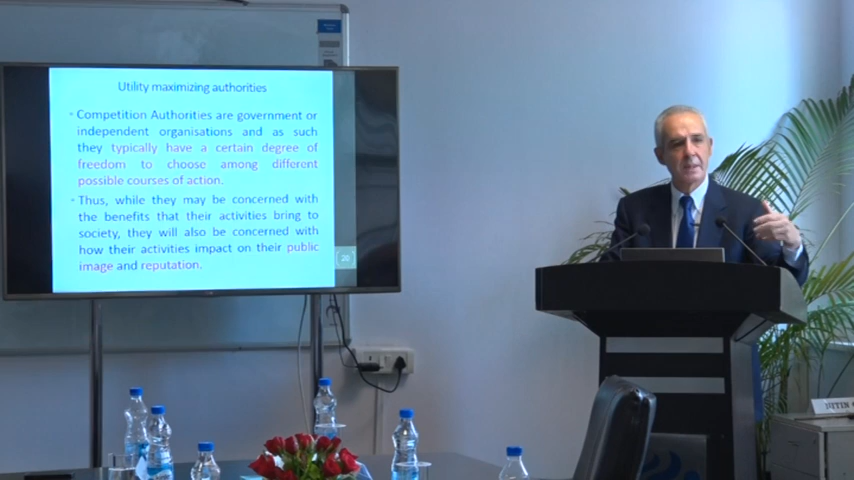 Utility maximizing authorities
• Competition Authorities are government or
independent organisations and as such
they typically have a certain degree of
freedom to choose among different
possible courses of action.
• Thus, while they may be concerned with
the benefits that their activities bring to
society, they will also be concerned with
how their activities impact on their public
image and reputation.
28